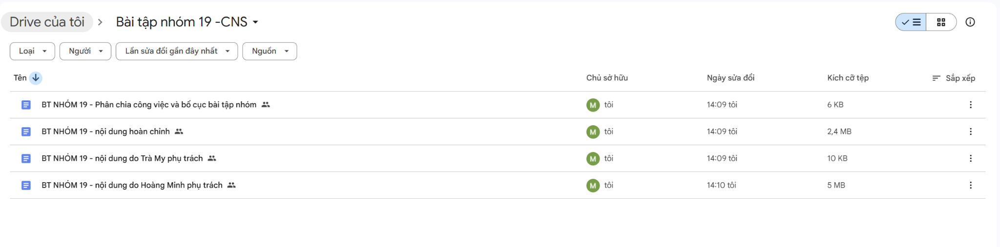 Drive của tôi > Bài tập nhóm 19 -CNS
Loại Người Lần sửa đổi gần đây nhất Nguồn
Tên Chủ sở hữu Ngày sửa đổi Kích cỡ tệp Sắp xếp
BT NHÓM 19 - Phân chia công việc và bố cục bài tập nhóm M tôi 14:09 tôi 6 KB
BT NHÓM 19 - nội dung hoàn chỉnh M tôi 14:09 tôi 2,4 MB
BT NHÓM 19 - nội dung do Trà My phụ trách M tôi 14:09 tôi 10 KB
BT NHÓM 19 - nội dung do Hoàng Minh phụ trách M tôi 14:10 tôi 5 MB